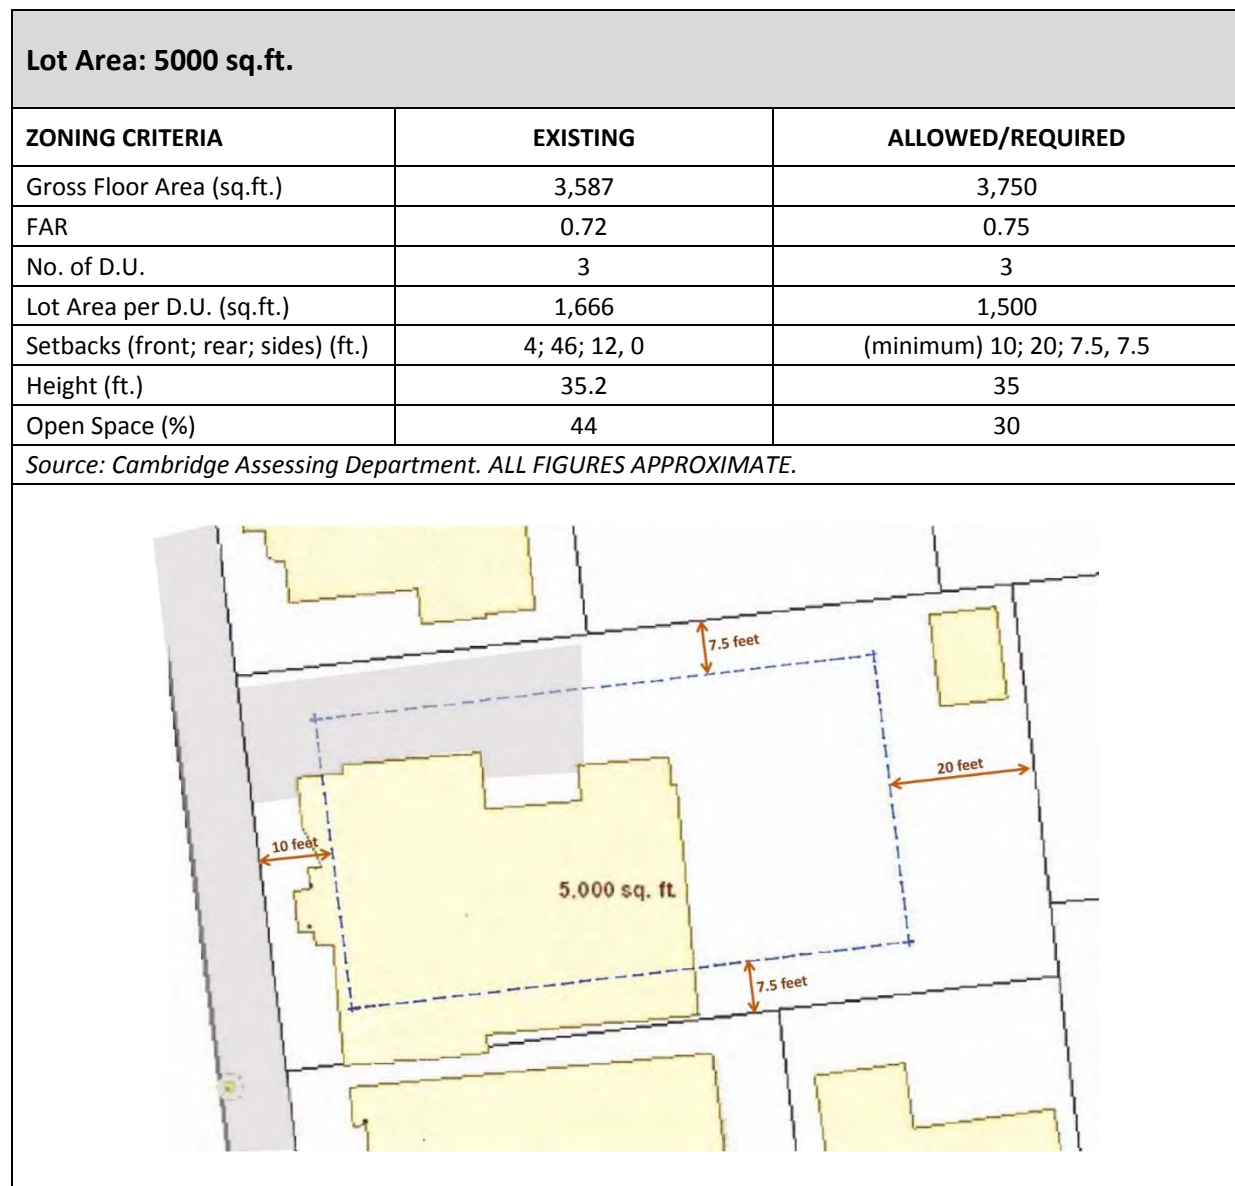 Lot Area: 5000 sq.ft.
ZONING CRITERIA EXISTING ALLOWED/REQUIRED
Gross Floor Area (sq.ft.) 3,587 3,750
FAR 0.72 0.75
No. of D.U. 3 3
Lot Area per D.U. (sq.ft.) 1,666 1,500
Setbacks (front; rear; sides) (ft.) 4; 46; 12, 0 (minimum) 10; 20; 7.5, 7.5
Height (ft.) 35.2 35
Open Space (%) 44 30
Source: Cambridge Assessing Department. ALL FIGURES APPROXIMATE.
7.5 feet
20 feet
10 feet
5,000 sq. ft.
7.5 feet